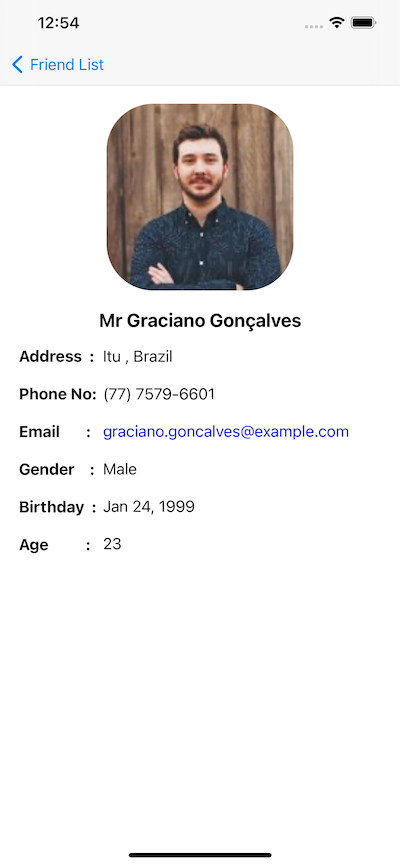 12:54
Friend List
Mr Graciano Gonçalves
Address : Itu , Brazil
Phone No: (77) 7579-6601
Email : graciano.goncalves@example.com
Gender : Male
Birthday : Jan 24, 1999
Age : 23